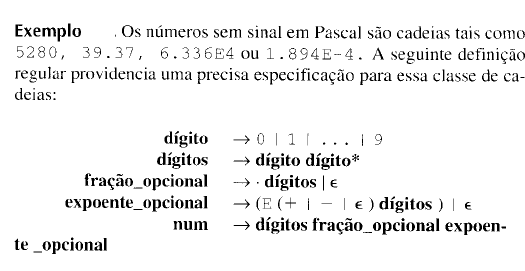 Exemplo . Os números sem sinal em Pascal são cadeias tais como
5280, 39.37, 6.336E4 ou 1.894E-4. A seguinte definição
regular providencia uma precisa especificação para essa classe de ca-
deias:
dígito → 0 | 1 | . . . | 9
dígitos → dígito dígito*
fração_opcional → · dígitos | ϵ
expoente_opcional → (E (+ | − | ϵ ) dígitos ) | ϵ
num → dígitos fração_opcional expoen-
te _opcional